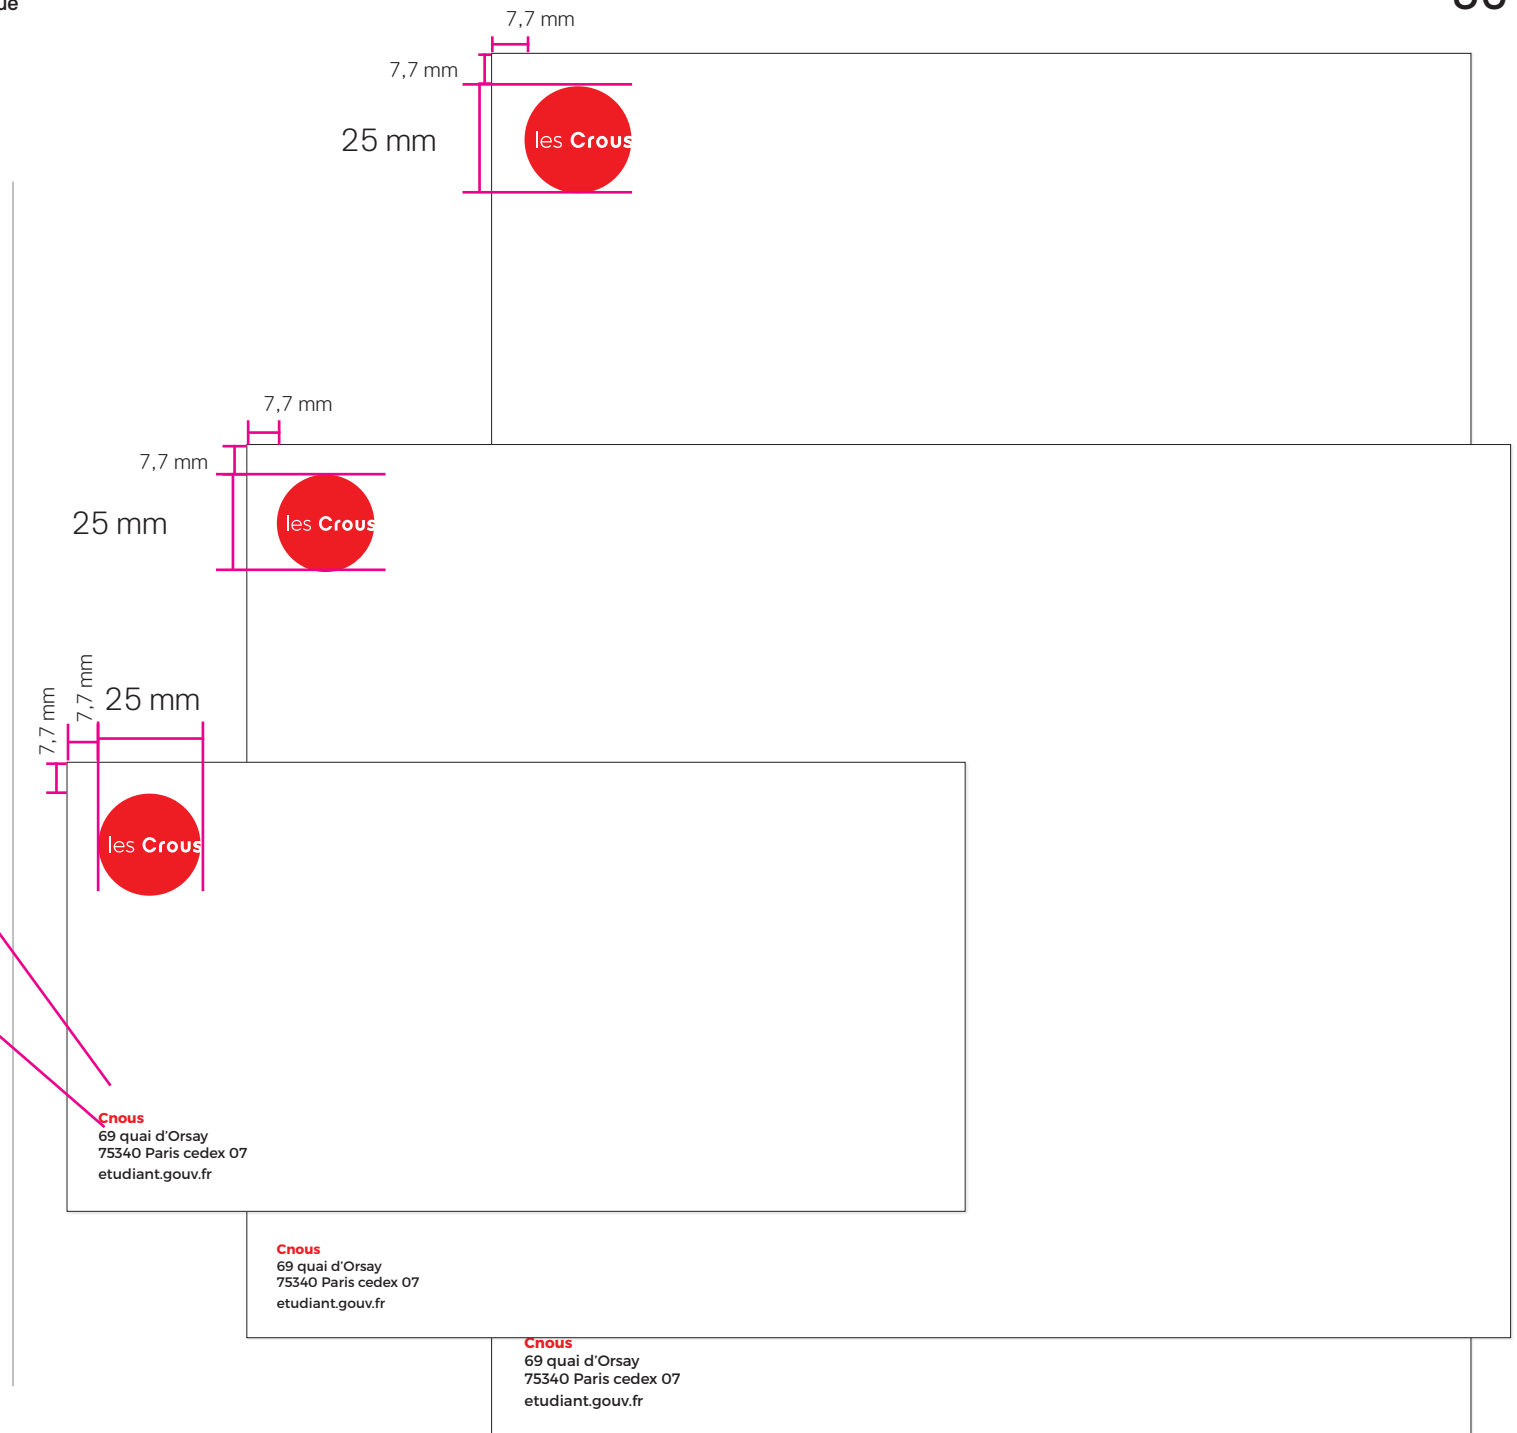 7,7 mm
7,7 mm
25 mm
les Crous
7,7 mm
7,7 mm
25 mm
les Crous
7,7 mm
7,7 mm
25 mm
les Crous
Cnous
69 quai d’Orsay
75340 Paris cedex 07
etudiant.gouv.fr
Cnous
69 quai d’Orsay
75340 Paris cedex 07
etudiant.gouv.fr
Cnous
69 quai d’Orsay
75340 Paris cedex 07
etudiant.gouv.fr